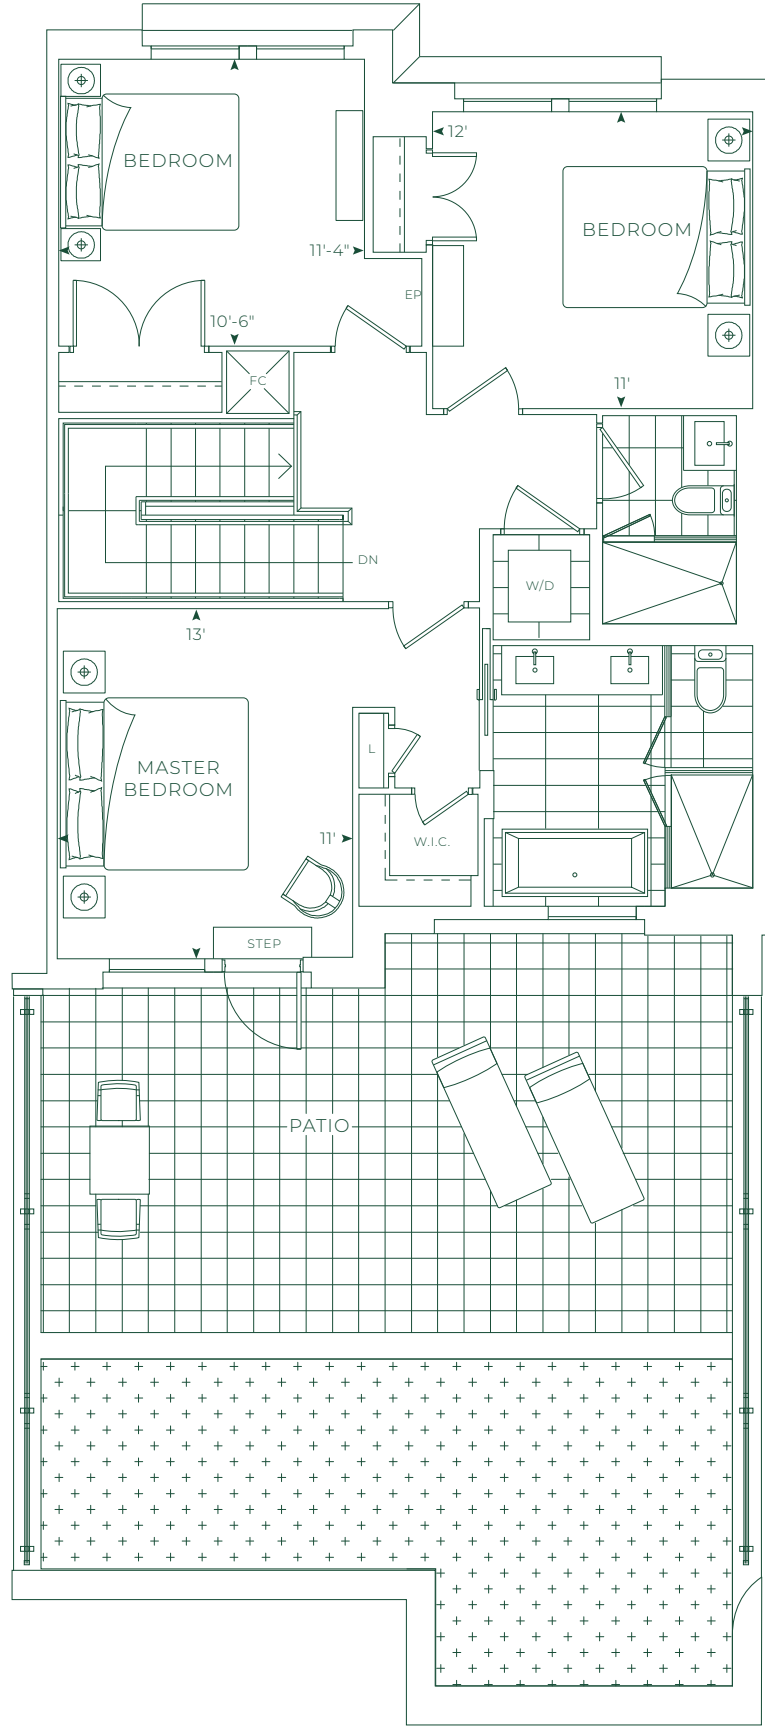 12'
BEDROOM
BEDROOM
11'-4"
EP
10'-6"
FC
11'
DN
W/D
13'
L
MASTER
BEDROOM
11'
W.I.C.
STEP
PATIO